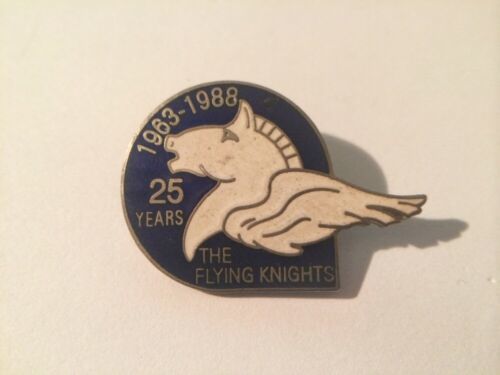 1963-1988
25
YEARS
THE
FLYING KNIGHTS